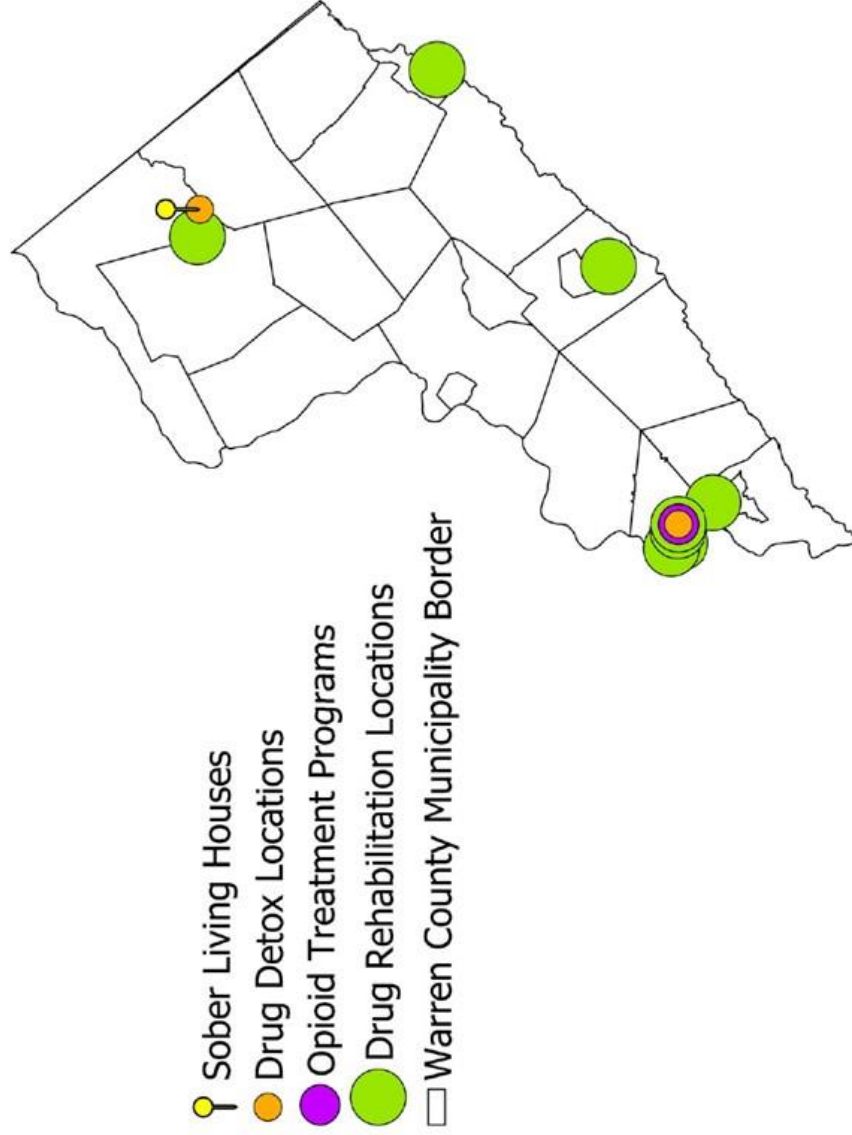 Sober Living Houses
Drug Detox Locations
Opioid Treatment Programs
Drug Rehabilitation Locations
Warren County Municipality Border